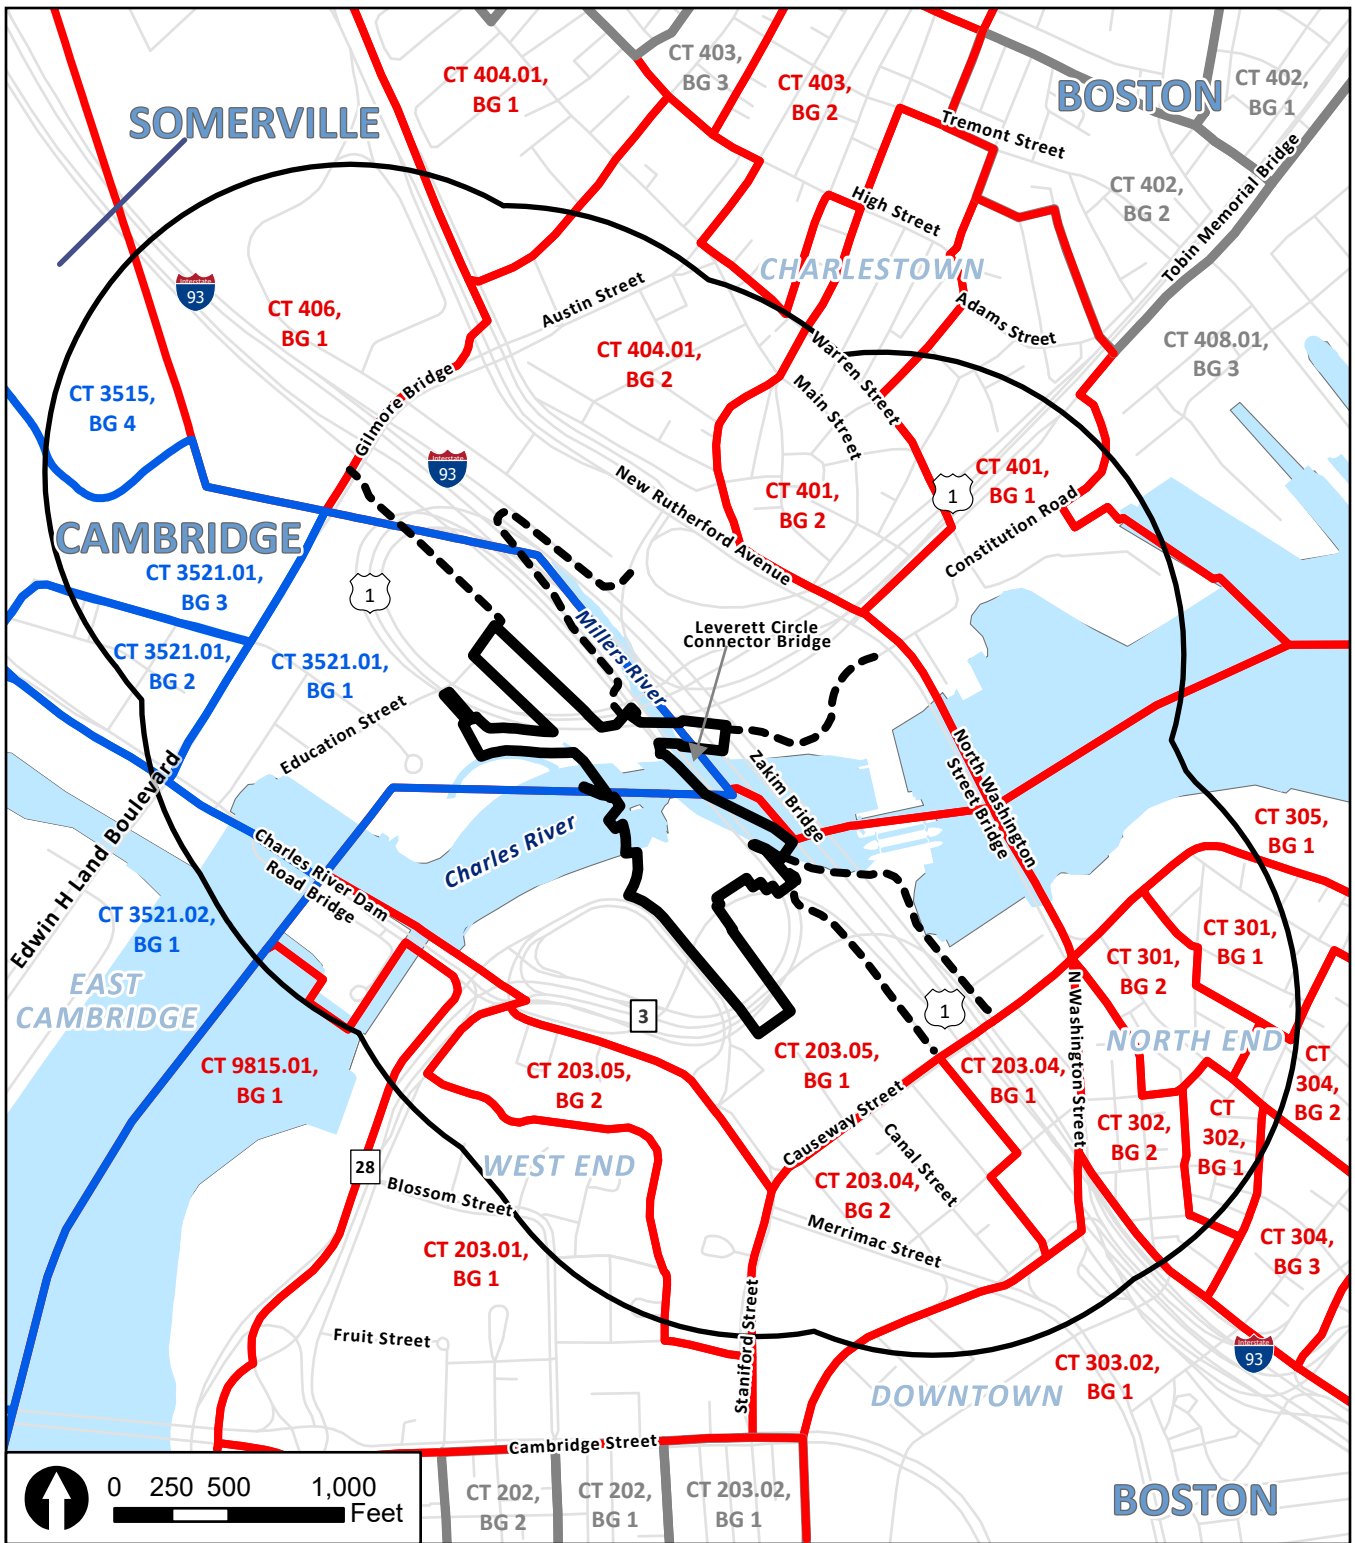 CT 404.01,
BG 1
CT 403,
BG 3
CT 403,
BG 2
BOSTON
CT 402,
BG 1
SOMERVILLE
Tremont Street
CT 402,
BG 2
Tobin Memorial Bridge
High Street
CHARLESTOWN
Interstate
93
CT 406,
BG 1
Austin Street
Adams Street
CT 404.01,
BG 2
Warren Street
CT 408.01,
BG 3
CT 3515,
BG 4
Gilmore Bridge
Main Street
Interstate
93
New Rutherford Avenue
CT 401,
BG 2
1
CT 401,
BG 1
Constitution Road
CAMBRIDGE
CT 3521.01,
BG 3
1
Millers River
Leverett Circle
Connector Bridge
CT 3521.01,
BG 2
CT 3521.01,
BG 1
Education Street
Zakim Bridge
North Washington
Street Bridge
Edwin H Land Boulevard
Charles River
Charles River Dam
Road Bridge
CT 305,
BG 1
CT 3521.02,
BG 1
CT 301,
BG 1
CT 301,
BG 2
EAST
CAMBRIDGE
3
1
N Washington Street
NORTH END
CT 9815.01,
BG 1
CT 203.05,
BG 2
CT 203.05,
BG 1
CT 203.04,
BG 1
CT
304,
BG 2
Causeway Street
Canal Street
CT 302,
BG 2
CT
302,
BG 1
28
WEST END
Blossom Street
CT 203.04,
BG 2
Merrimac Street
CT 203.01,
BG 1
CT 304,
BG 3
Fruit Street
Staniford Street
Interstate
93
CT 303.02,
BG 1
DOWNTOWN
Cambridge Street
0 250 500 1,000
Feet
CT 202,
BG 2
CT 202,
BG 1
CT 203.02,
BG 1
BOSTON